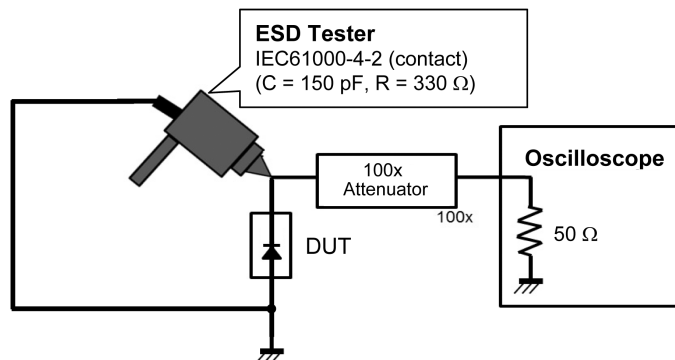 ESD Tester
IEC61000-4-2 (contact)
(C = 150 pF, R = 330 Ω)
Oscilloscope
100x
Attenuator
100x
50 Ω
DUT